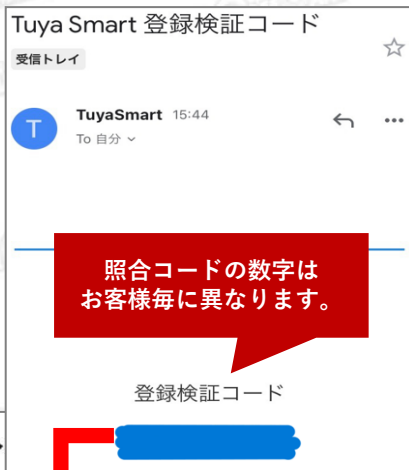 Tuya Smart 登録検証コード
受信トレイ
T
TuyaSmart 15:44
To 自分
照合コードの数字は
お客様毎に異なります。
登録検証コード